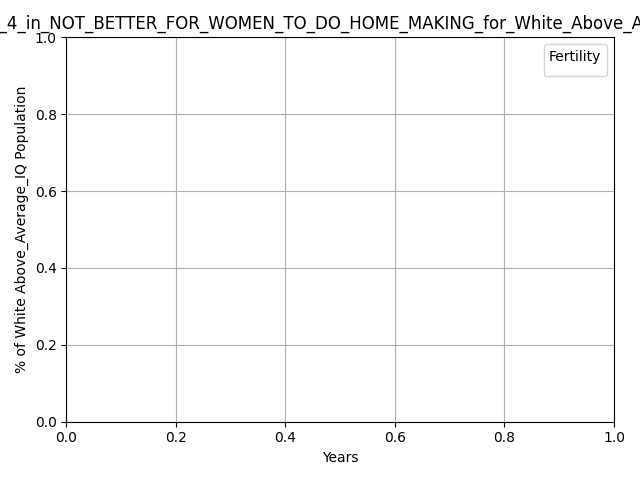 _4_in_NOT_BETTER_FOR_WOMEN_TO_DO_HOME_MAKING_for_White_Above_A
Fertility
% of White Above_Average_IQ Population
1.0
0.8
0.6
0.4
0.2
0.0
0.0 0.2 0.4 0.6 0.8 1.0
Years